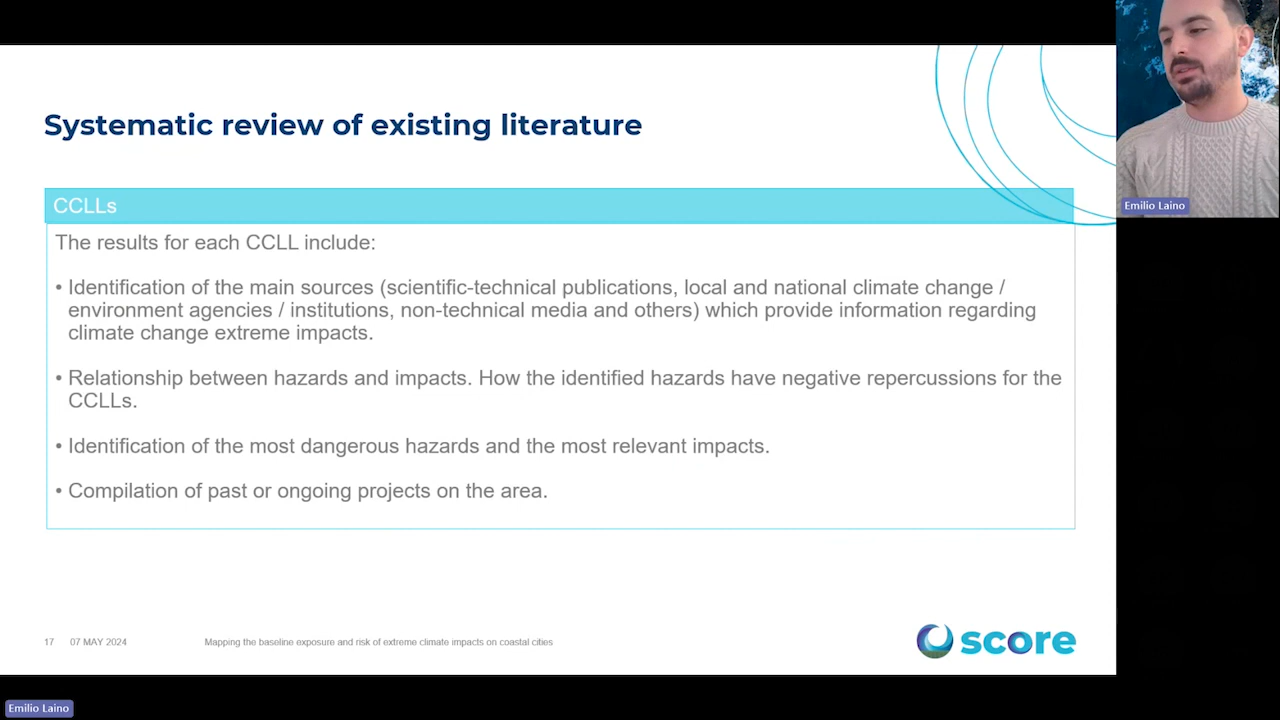 Systematic review of existing literature
CCLLs
The results for each CCLL include:
• Identification of the main sources (scientific-technical publications, local and national climate change /
environment agencies / institutions, non-technical media and others) which provide information regarding
climate change extreme impacts.
• Relationship between hazards and impacts. How the identified hazards have negative repercussions for the
CCLLs.
• Identification of the most dangerous hazards and the most relevant impacts.
• Compilation of past or ongoing projects on the area.
17 07 MAY 2024 Mapping the baseline exposure and risk of extreme climate impacts on coastal cities
score
Emilio Laino
Emilio Laino